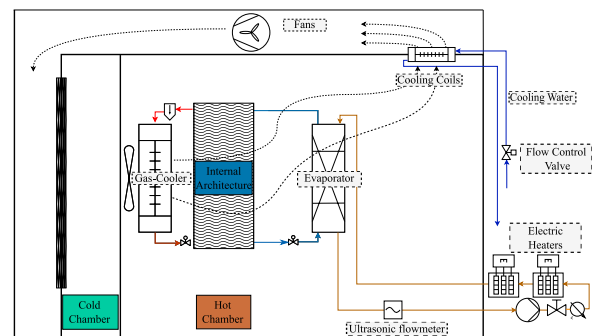 Fans
Cooling Coils
Cooling Water
Flow Control
Valve
Gas-Cooler
Internal
Architecture
Evaporator
Electric
Heaters
E
E
Cold
Chamber
Hot
Chamber
Ultrasonic flowmeter